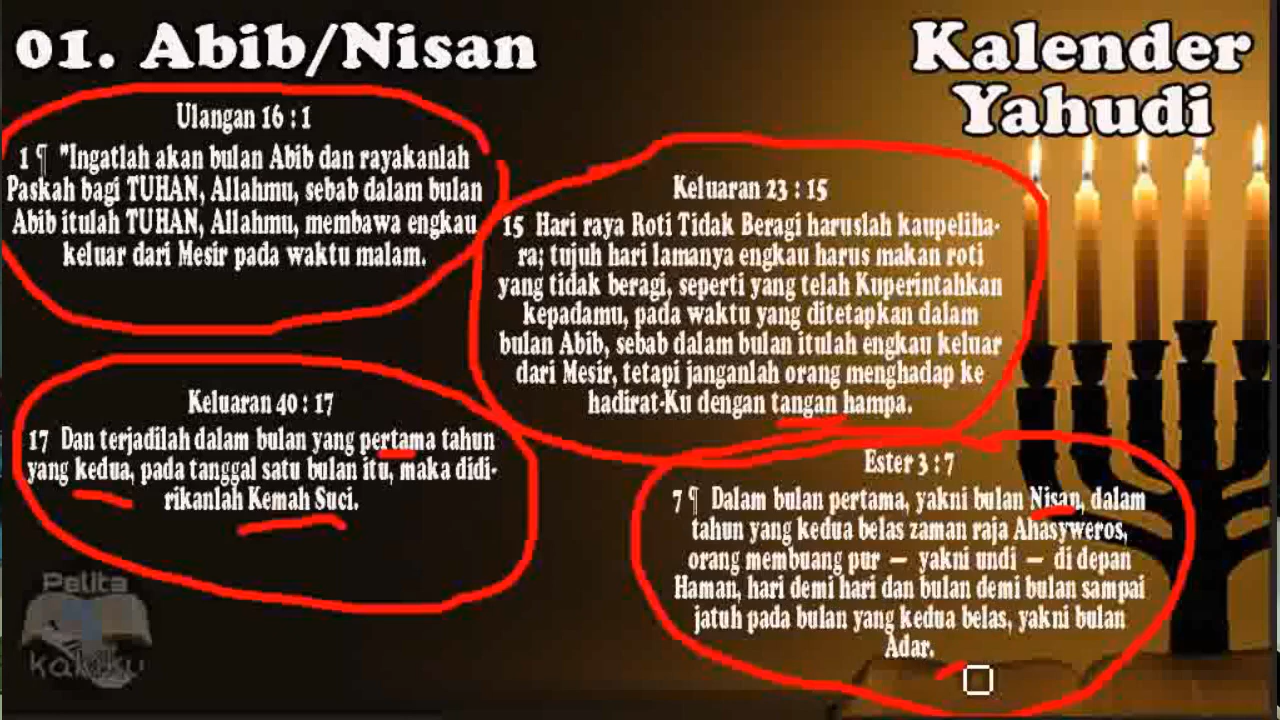 01. Abib/Nisan
Kalender
Yahudi
Ulangan 16 : 1
1 ¶ "Ingatlah akan bulan Abib dan rayakanlah
Paskah bagi TUHAN, Allahmu, sebab dalam bulan
Abib itulah TUHAN, Allahmu, membawa engkau
keluar dari Mesir pada waktu malam.
Keluaran 23 : 15
15 Hari raya Roti Tidak Beragi haruslah kaupeliha-
ra; tujuh hari lamanya engkau harus makan roti
yang tidak beragi, seperti yang telah Kuperintahkan
kepadamu, pada waktu yang ditetapkan dalam
bulan Abib, sebab dalam bulan itulah engkau keluar
dari Mesir, tetapi janganlah orang menghadap ke
hadirat-Ku dengan tangan hampa.
Keluaran 40 : 17
17 Dan terjadilah dalam bulan yang pertama tahun
yang kedua, pada tanggal satu bulan itu, maka didi-
rikanlah Kemah Suci.
Ester 3 : 7
7 ¶ Dalam bulan pertama, yakni bulan Nisan, dalam
tahun yang kedua belas zaman raja Ahasyweros,
orang membuang pur — yakni undi — di depan
Haman, hari demi hari dan bulan demi bulan sampai
jatuh pada bulan yang kedua belas, yakni bulan
Adar.
Pelita
kakiku